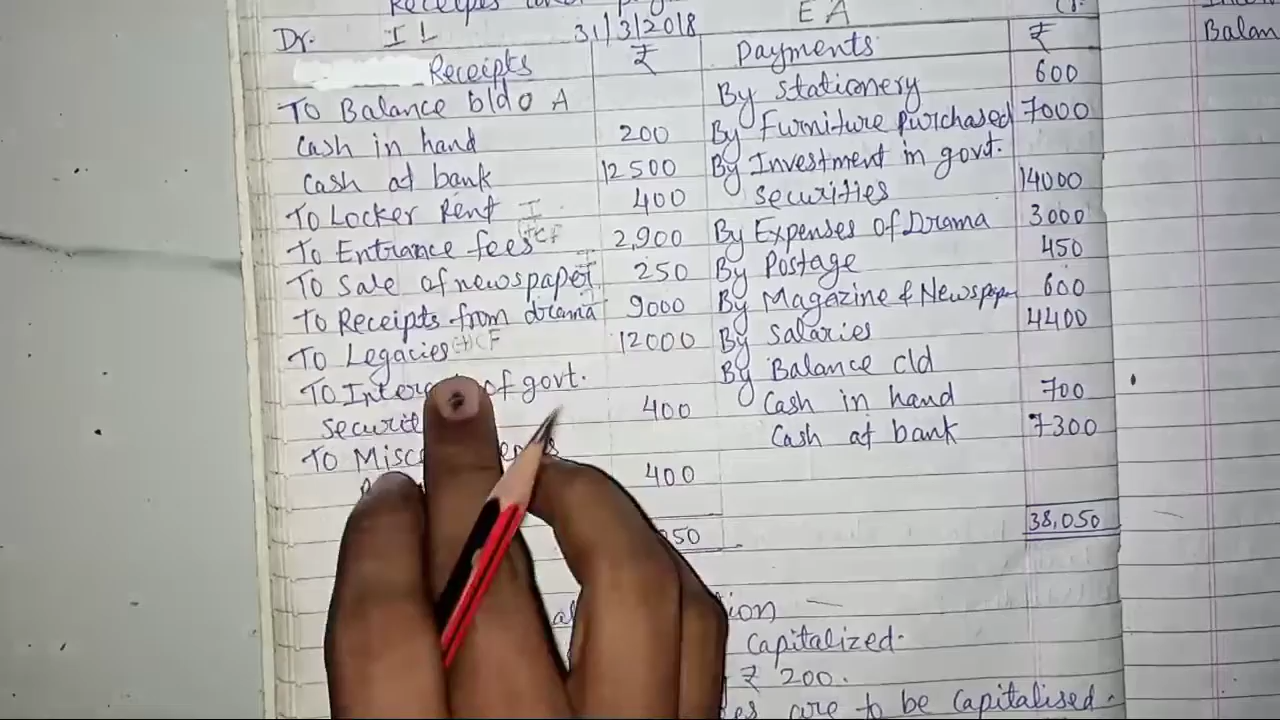 Receipts
Dr. I L 31/3/2018 E A
Receipts ₹ Payments ₹
To Balance b/d O A By Stationery 600
Cash in hand 200 By Furniture Purchased 7000
Cash at bank 12500 By Investment in govt.
To Locker Rent I 400 securities 14000
To Entrance fees +CF 2,900 By Expenses of Drama 3000
To Sale of newspaper I 250 By Postage 450
To Receipts from drama I 9000 By Magazine & Newspaper 600
To Legacies (+)CF 12000 By Salaries 4400
To of govt. By Balance c/d
400 Cash in hand 700
Cash at bank 7300
To 400
38,050
50
Capitalized.
₹ 200.
are to be Capitalised.
Balan